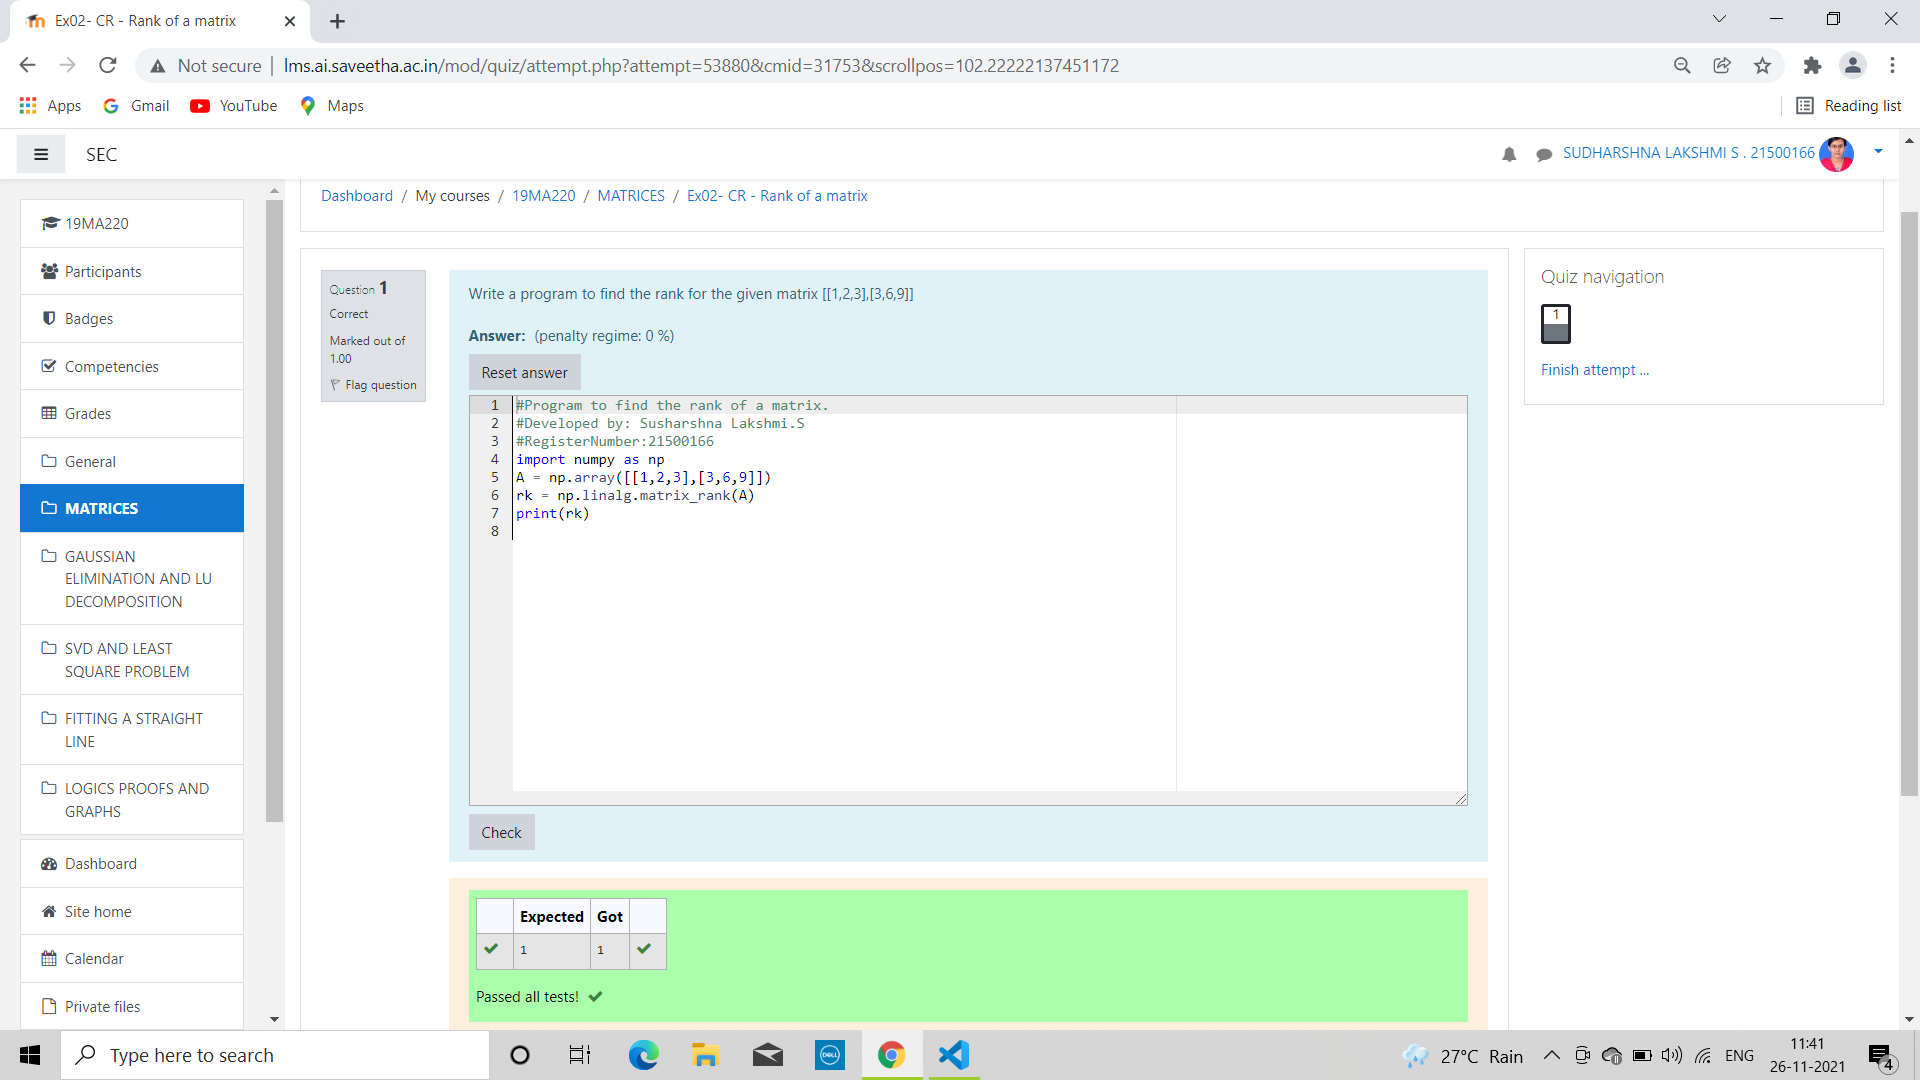 Ex02- CR - Rank of a matrix
Not secure | lms.ai.saveetha.ac.in/mod/quiz/attempt.php?attempt=53880&cmid=31753&scrollpos=102.22222137451172
Apps Gmail YouTube Maps Reading list
SEC SUDHARSHNA LAKSHMI S . 21500166
Dashboard / My courses / 19MA220 / MATRICES / Ex02- CR - Rank of a matrix
19MA220
Participants
Badges
Competencies
Grades
General
MATRICES
GAUSSIAN
ELIMINATION AND LU
DECOMPOSITION
SVD AND LEAST
SQUARE PROBLEM
FITTING A STRAIGHT
LINE
LOGICS PROOFS AND
GRAPHS
Dashboard
Site home
Calendar
Private files
Question 1
Correct
Marked out of
1.00
Flag question
Write a program to find the rank for the given matrix [[1,2,3],[3,6,9]]
Answer: (penalty regime: 0 %)
Reset answer
1 #Program to find the rank of a matrix.
2 #Developed by: Susharshna Lakshmi.S
3 #RegisterNumber:21500166
4 import numpy as np
5 A = np.array([[1,2,3],[3,6,9]])
6 rk = np.linalg.matrix_rank(A)
7 print(rk)
8
Check
Expected Got
1 1
Passed all tests!
Quiz navigation
1
Finish attempt ...
Type here to search
DELL
27°C Rain
ENG
11:41
26-11-2021
4